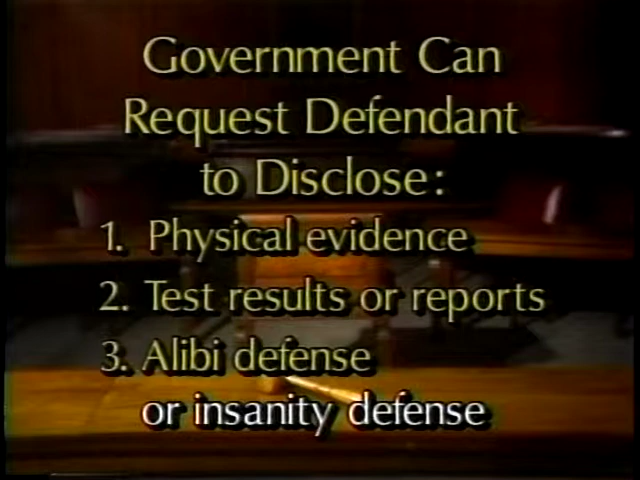 Government Can
Request Defendant
to Disclose:
1. Physical evidence
2. Test results or reports
3. Alibi defense
or insanity defense